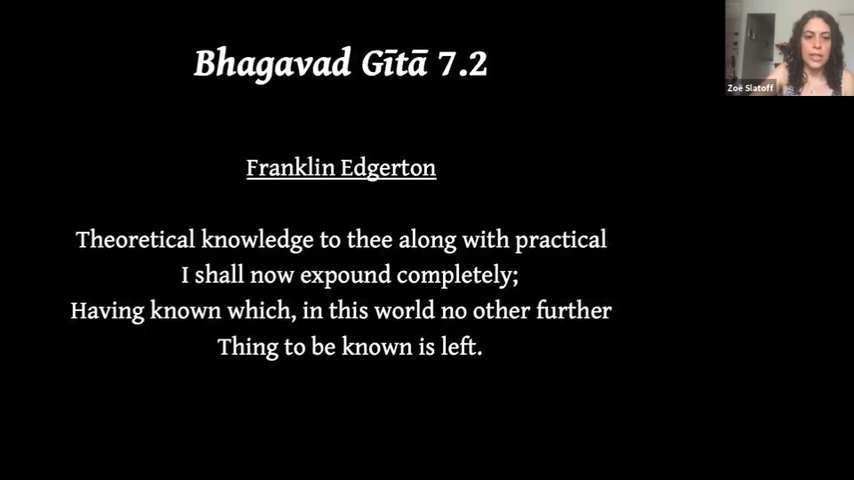 Bhagavad Gītā 7.2
Zoë Slatoff
Franklin Edgerton
Theoretical knowledge to thee along with practical
I shall now expound completely;
Having known which, in this world no other further
Thing to be known is left.